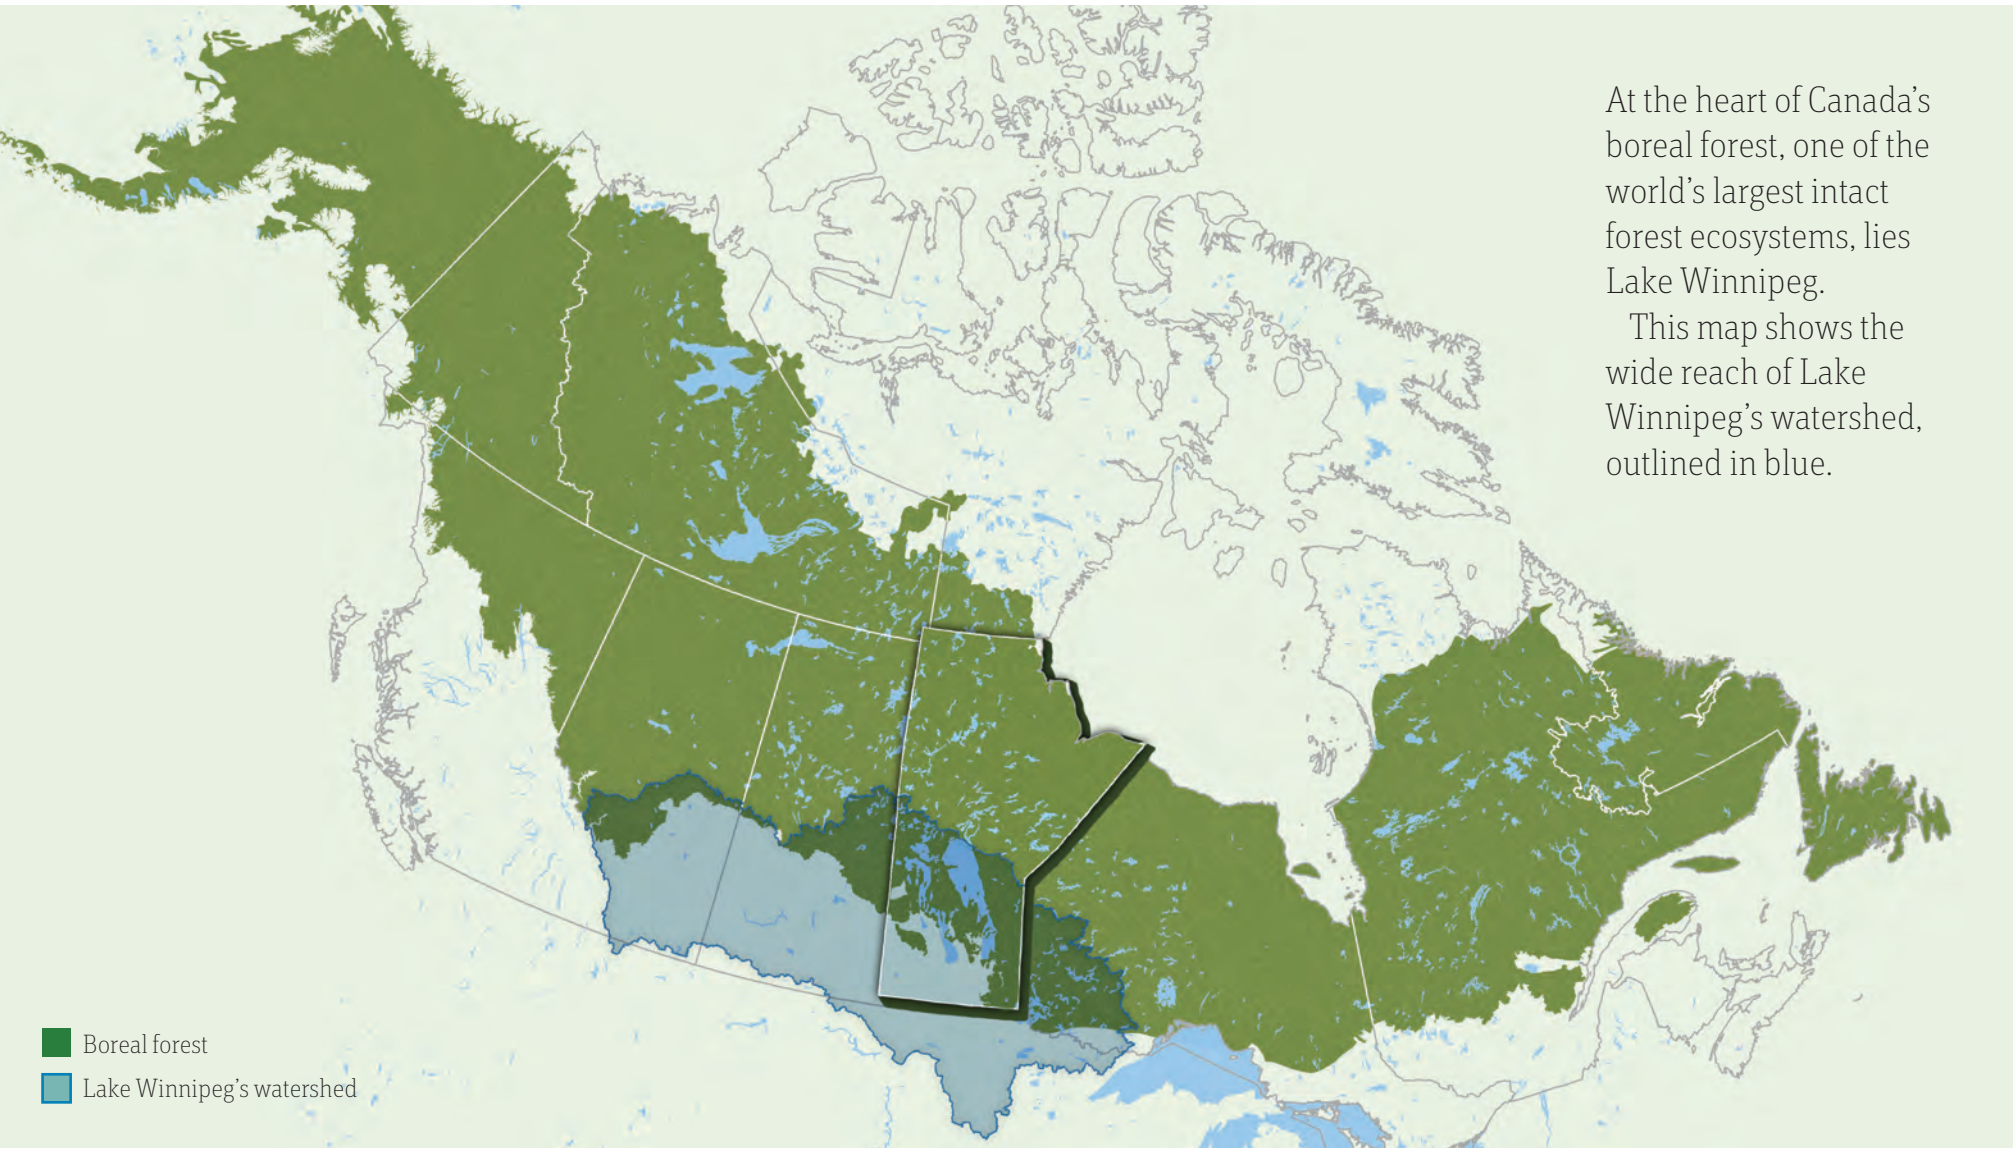 At the heart of Canada’s
boreal forest, one of the
world’s largest intact
forest ecosystems, lies
Lake Winnipeg.
This map shows the
wide reach of Lake
Winnipeg’s watershed,
outlined in blue.
Boreal forest
Lake Winnipeg’s watershed